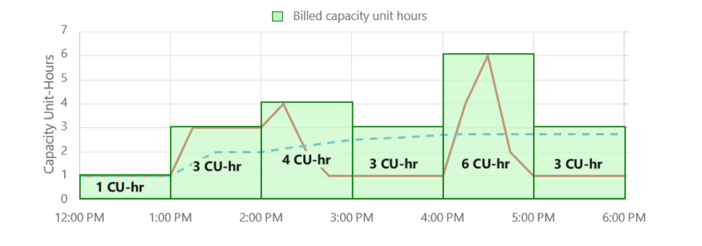 Billed capacity unit hours
Capacity Unit-Hours
7
6
5
4
3
2
1
0
1 CU-hr
3 CU-hr
4 CU-hr
3 CU-hr
6 CU-hr
3 CU-hr
12:00 PM
1:00 PM
2:00 PM
3:00 PM
4:00 PM
5:00 PM
6:00 PM